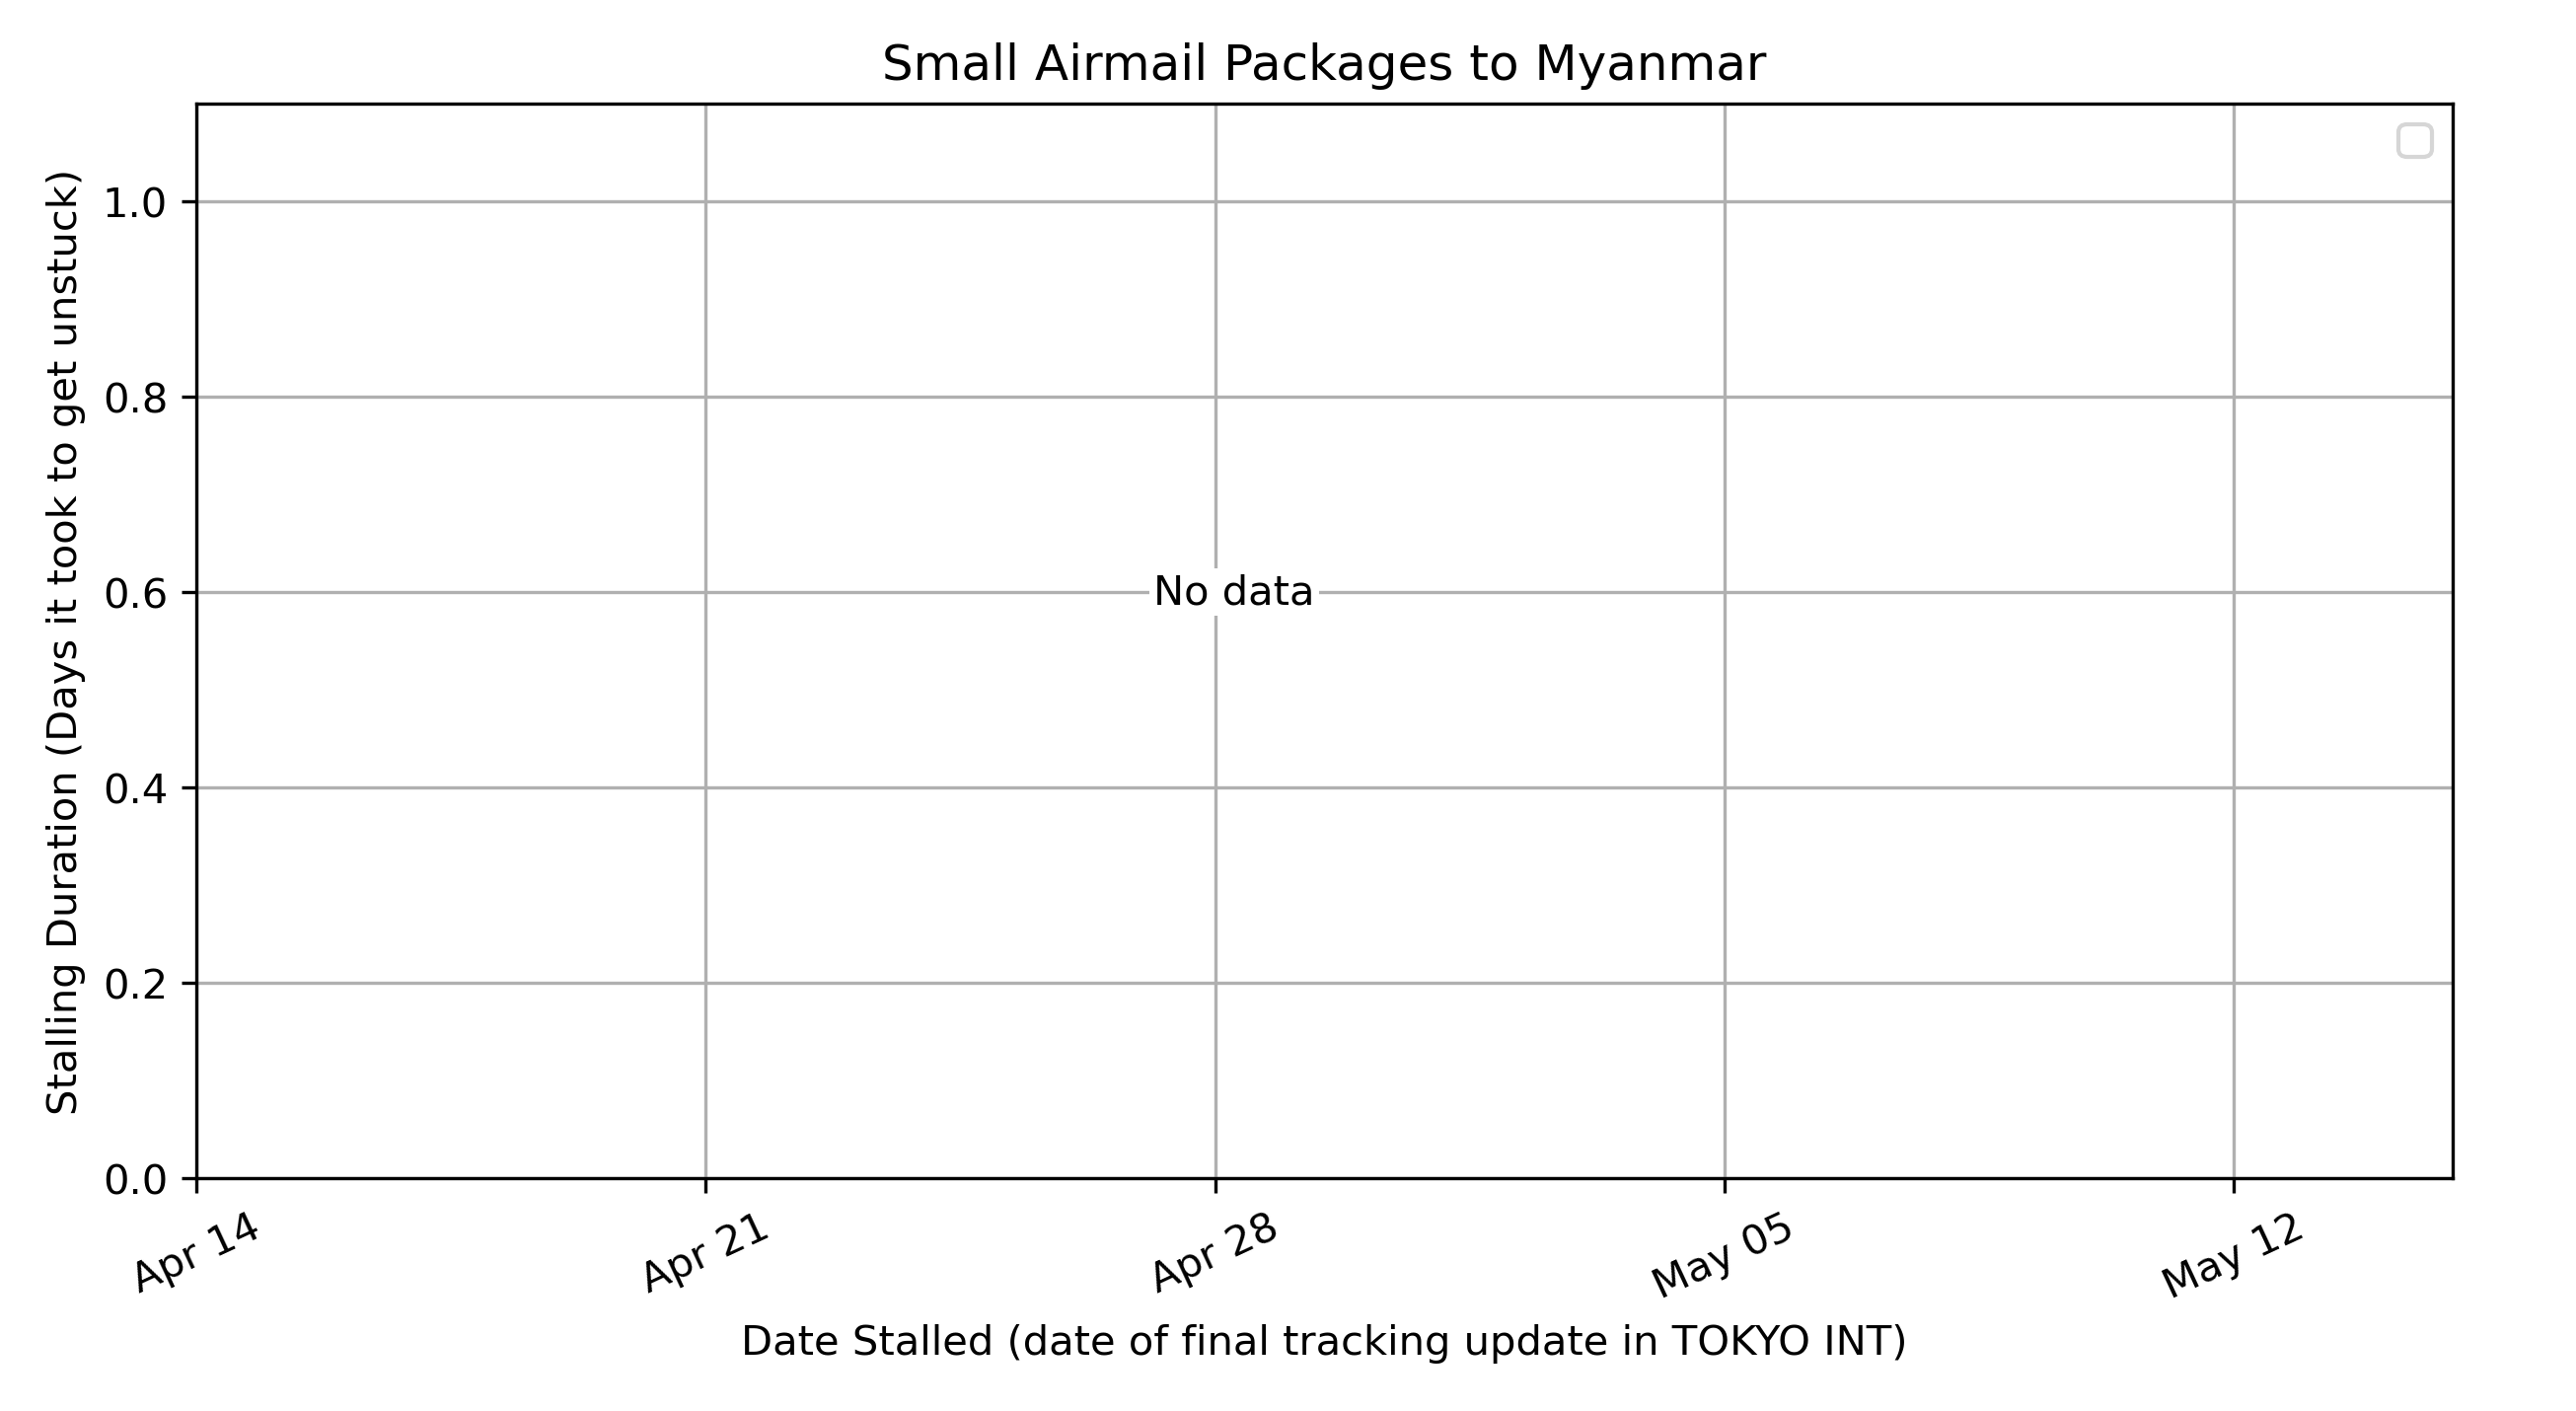 Small Airmail Packages to Myanmar
Stalling Duration (Days it took to get unstuck)
1.0
0.8
0.6
0.4
0.2
0.0
No data
Apr 14
Apr 21
Apr 28
May 05
May 12
Date Stalled (date of final tracking update in TOKYO INT)